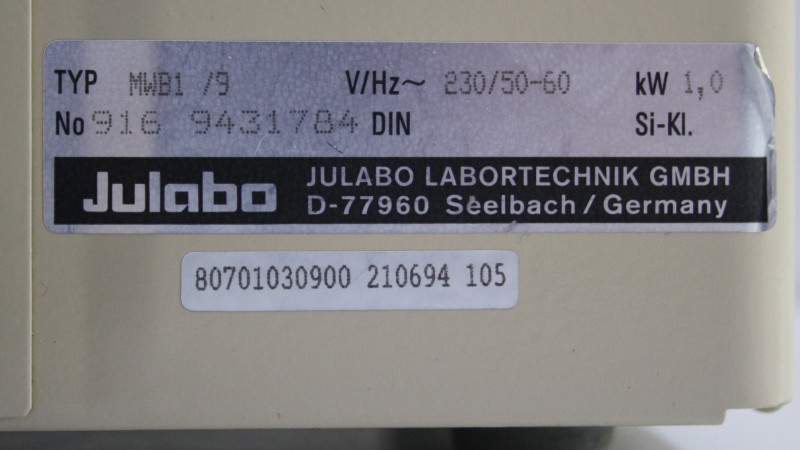 TYP MWB1 /9 V/Hz~ 230/50-60 kW 1,0
No 916 9431784 DIN Si-Kl.
Julabo JULABO LABORTECHNIK GMBH
D-77960 Seelbach / Germany
80701030900 210694 105